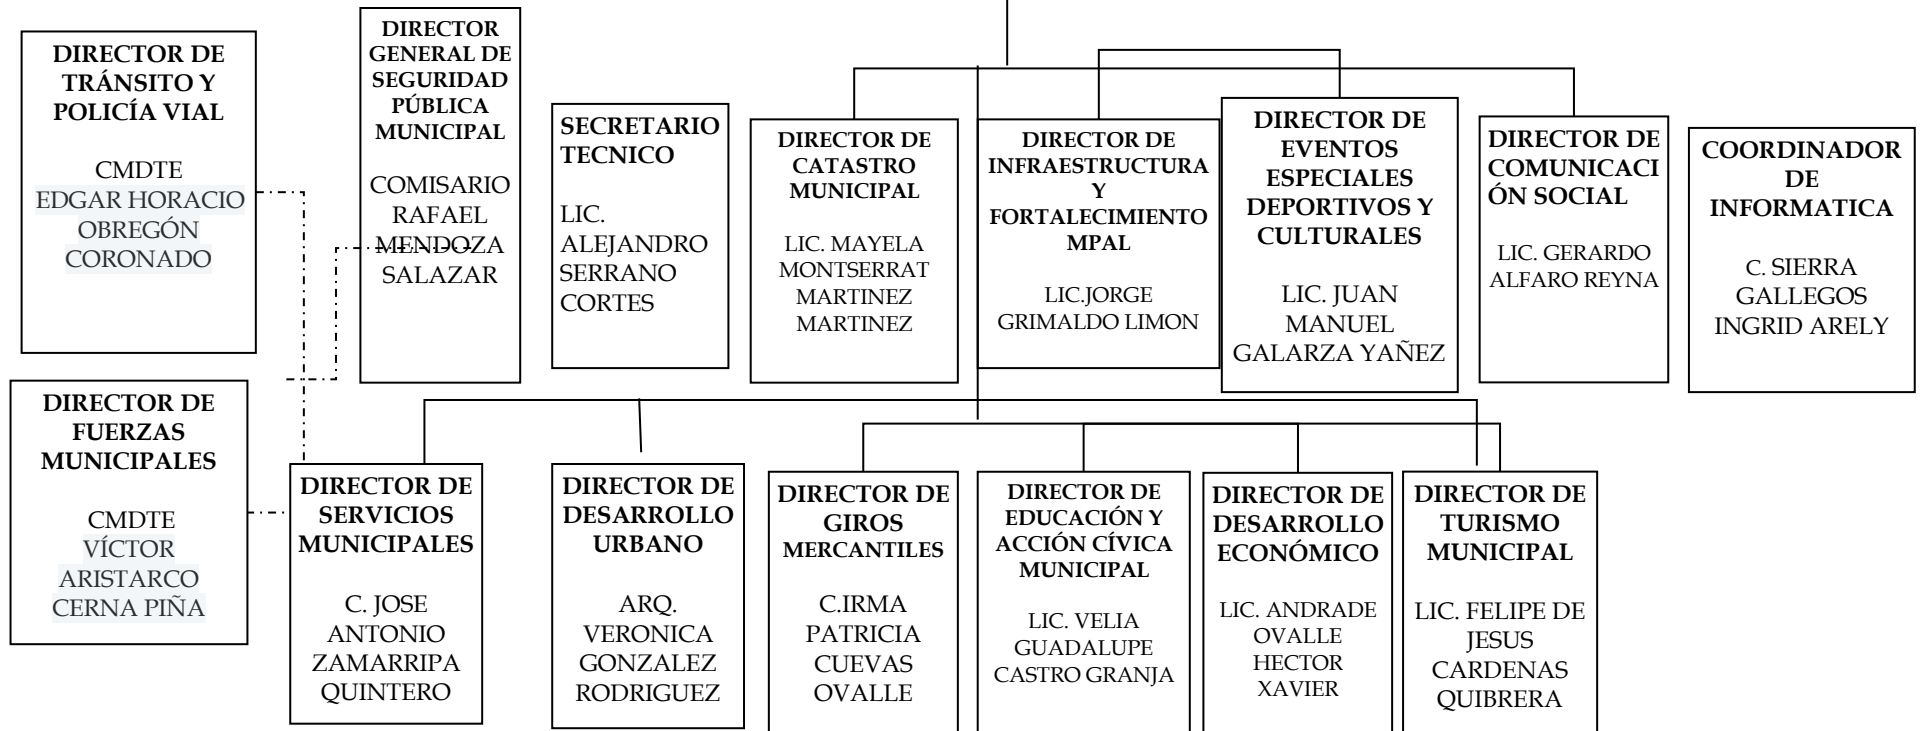 DIRECTOR DE
TRÁNSITO Y
POLICÍA VIAL
CMDTE
EDGAR HORACIO
OBREGÓN
CORONADO
DIRECTOR
GENERAL DE
SEGURIDAD
PÚBLICA
MUNICIPAL
COMISARIO
RAFAEL
MENDOZA
SALAZAR
SECRETARIO
TECNICO
LIC.
ALEJANDRO
SERRANO
CORTES
DIRECTOR DE
CATASTRO
MUNICIPAL
LIC. MAYELA
MONTSERRAT
MARTINEZ
MARTINEZ
DIRECTOR DE
INFRAESTRUCTURA
Y
FORTALECIMIENTO
MPAL
LIC.JORGE
GRIMALDO LIMON
DIRECTOR DE
EVENTOS
ESPECIALES
DEPORTIVOS Y
CULTURALES
LIC. JUAN
MANUEL
GALARZA YAÑEZ
DIRECTOR DE
COMUNICACI
ÓN SOCIAL
LIC. GERARDO
ALFARO REYNA
COORDINADOR
DE
INFORMATICA
C. SIERRA
GALLEGOS
INGRID ARELY
DIRECTOR DE
FUERZAS
MUNICIPALES
CMDTE
VÍCTOR
ARISTARCO
CERNA PIÑA
DIRECTOR DE
SERVICIOS
MUNICIPALES
C. JOSE
ANTONIO
ZAMARRIPA
QUINTERO
DIRECTOR DE
DESARROLLO
URBANO
ARQ.
VERONICA
GONZALEZ
RODRIGUEZ
DIRECTOR DE
GIROS
MERCANTILES
C.IRMA
PATRICIA
CUEVAS
OVALLE
DIRECTOR DE
EDUCACIÓN Y
ACCIÓN CÍVICA
MUNICIPAL
LIC. VELIA
GUADALUPE
CASTRO GRANJA
DIRECTOR DE
DESARROLLO
ECONÓMICO
LIC. ANDRADE
OVALLE
HECTOR
XAVIER
DIRECTOR DE
TURISMO
MUNICIPAL
LIC. FELIPE DE
JESUS
CARDENAS
QUIBRERA